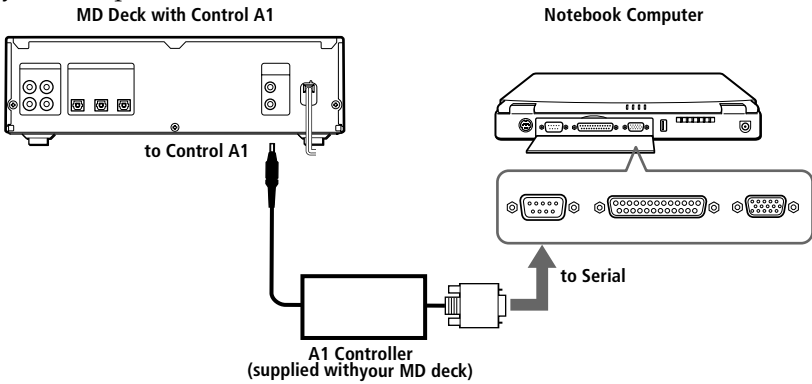 MD Deck with Control A1
Notebook Computer
to Control A1
to Serial
A1 Controller
(supplied withyour MD deck)